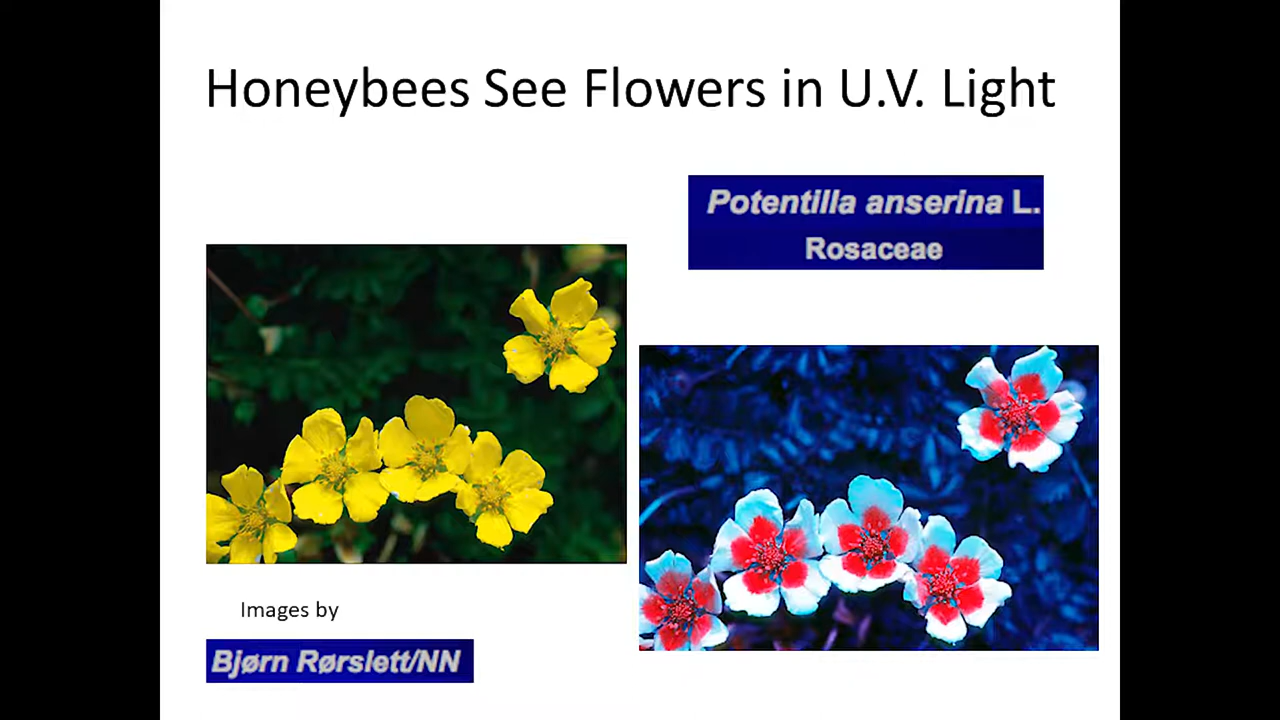 Honeybees See Flowers in U.V. Light
Potentilla anserina L.
Rosaceae
Images by
Bjørn Rørslett/NN